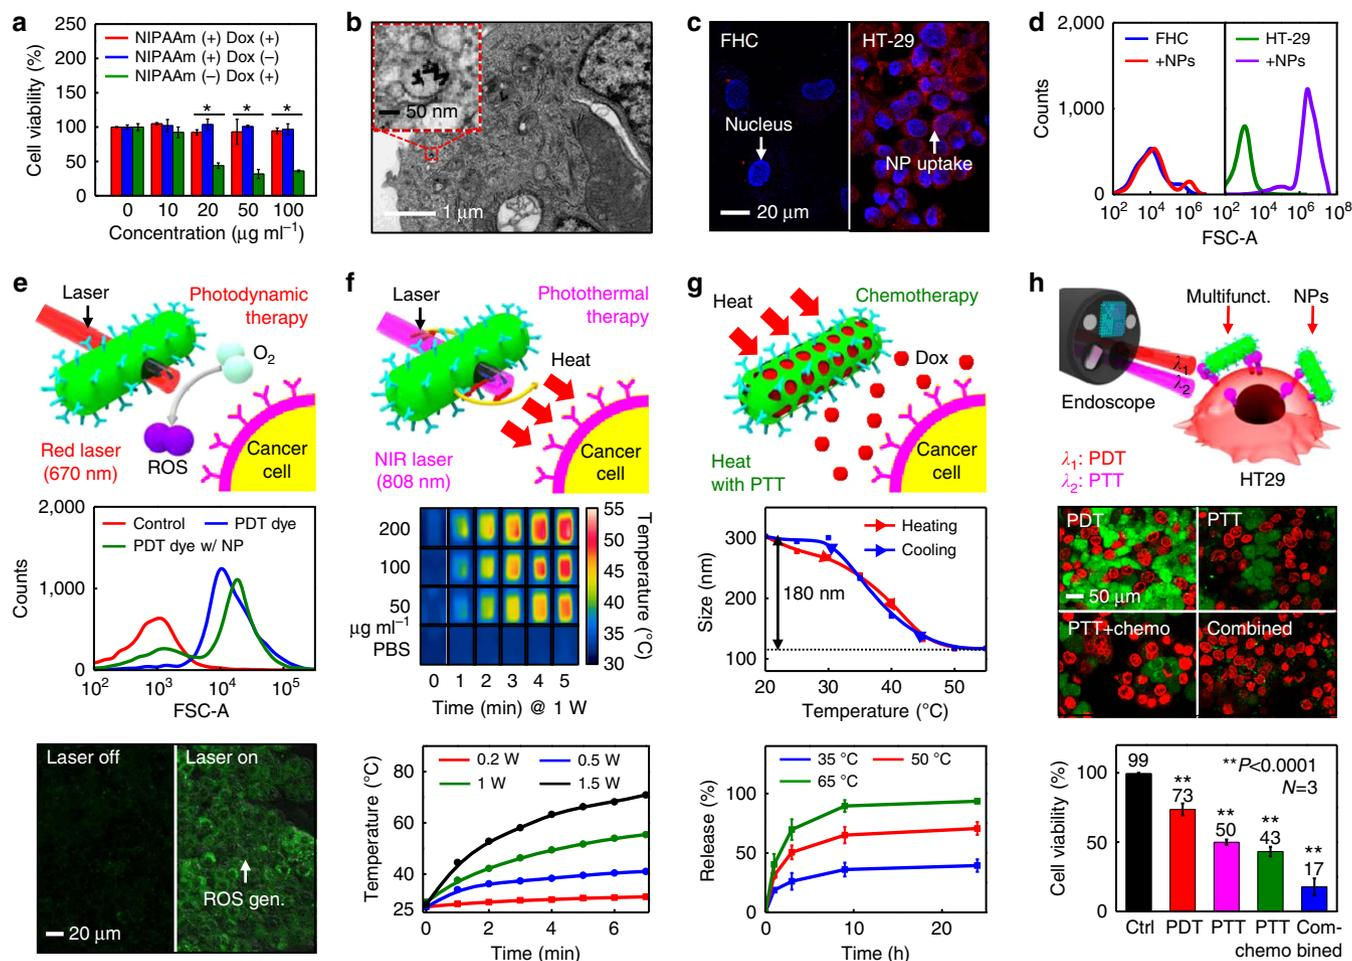 a
250
200
150
100
50
0
Cell viability (%)
NIPAAm (+) Dox (+)
NIPAAm (+) Dox (−)
NIPAAm (−) Dox (+)
* * *
0 10 20 50 100
Concentration (μg ml⁻¹)
b
50 nm
1 μm
c
FHC
HT-29
Nucleus
NP uptake
20 μm
d
2,000
1,000
0
Counts
FHC
+NPs
HT-29
+NPs
10² 10⁴ 10⁶ 10² 10⁴ 10⁶ 10⁸
FSC-A
e
Laser
Photodynamic
therapy
O₂
Red laser
(670 nm)
ROS
Cancer
cell
2,000
1,000
0
Counts
Control
PDT dye
PDT dye w/ NP
10² 10³ 10⁴ 10⁵
FSC-A
Laser off
Laser on
ROS gen.
20 μm
f
Laser
Photothermal
therapy
Heat
NIR laser
(808 nm)
Cancer
cell
200
100
50
μg ml⁻¹
PBS
0 1 2 3 4 5
Time (min) @ 1 W
55
50
45
40
35
30
Temperature (°C)
80
60
40
25
Temperature (°C)
0.2 W
0.5 W
1 W
1.5 W
0 2 4 6
Time (min)
g
Heat
Chemotherapy
Dox
Heat
with PTT
Cancer
cell
300
200
100
Size (nm)
Heating
Cooling
180 nm
20 30 40 50
Temperature (°C)
100
50
0
Release (%)
35 °C
50 °C
65 °C
0 10 20
Time (h)
h
Multifunct.
NPs
λ₁
λ₂
Endoscope
λ₁: PDT
λ₂: PTT
HT29
PDT
PTT
50 μm
PTT+chemo
Combined
100
50
0
Cell viability (%)
**P<0.0001
N=3
99
**
73
**
50
**
43
**
17
Ctrl PDT PTT PTT Com-
chemo bined